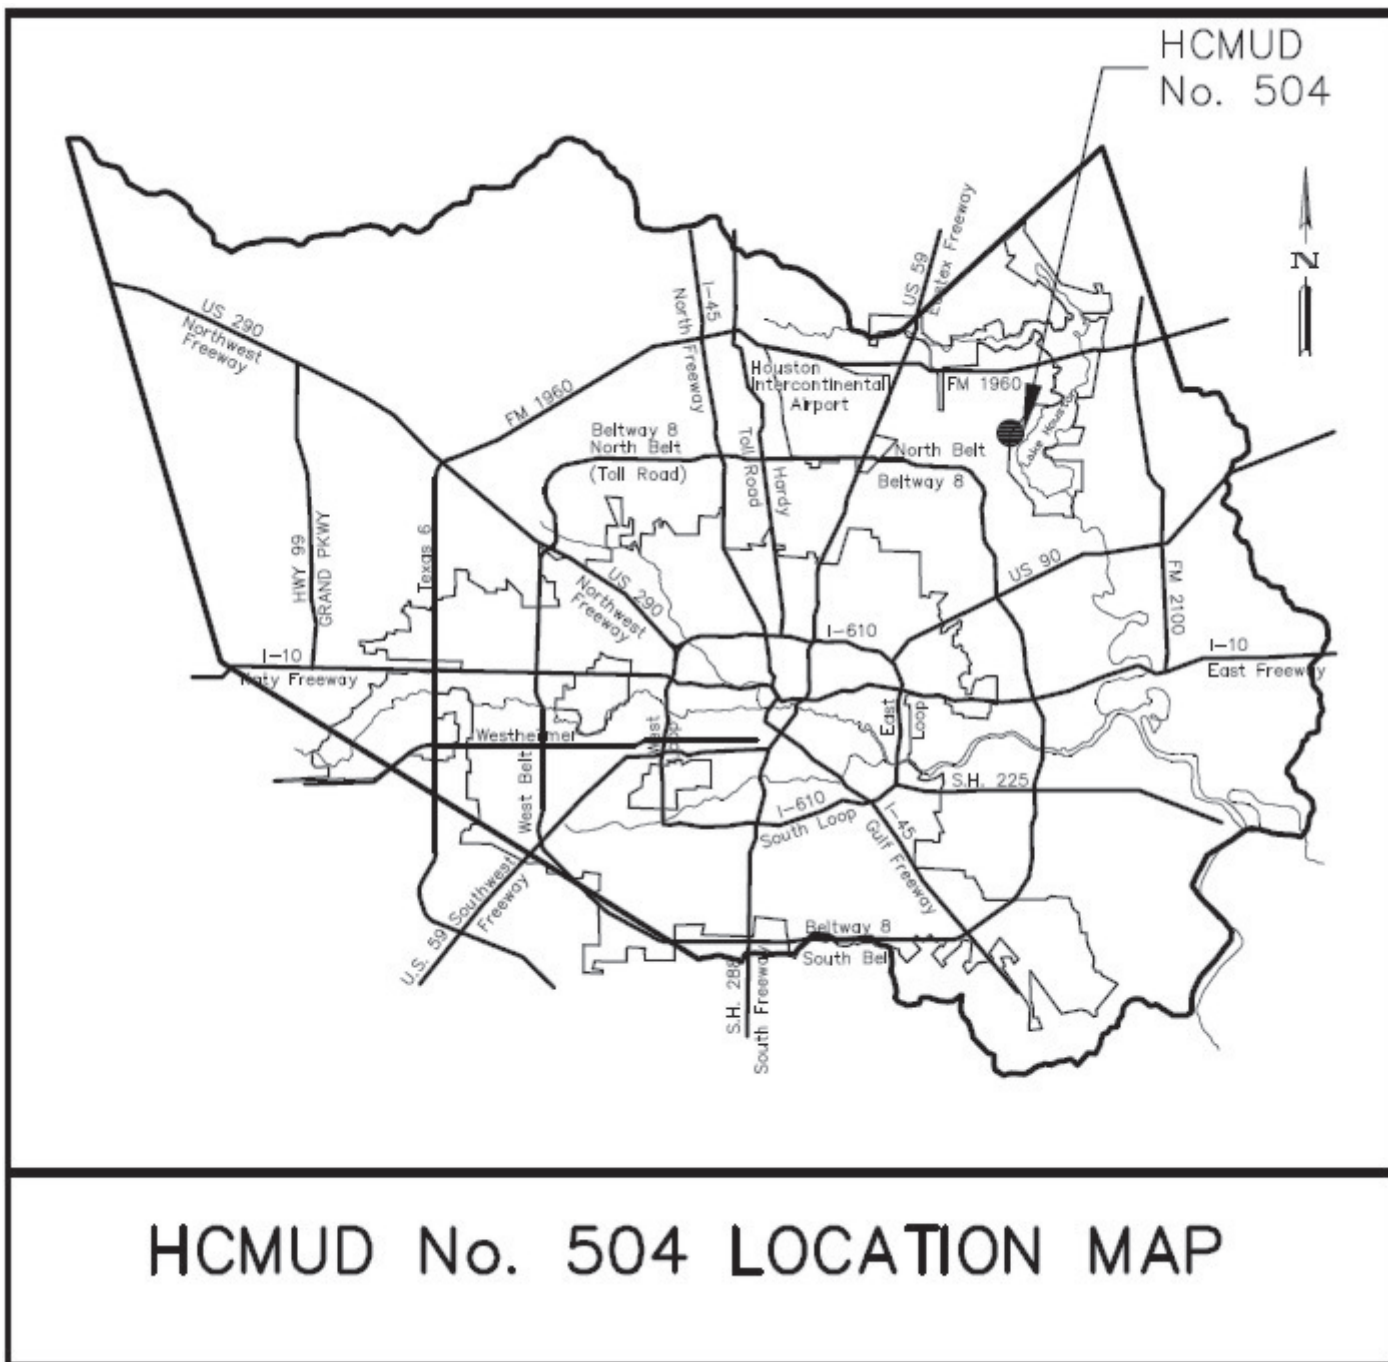 HCMUD
No. 504
N
US 59
Eastex Freeway
US 290
Northwest
Freeway
I-45
North Freeway
FM 1960
Houston
Intercontinental
Airport
FM 1960
Lake Houston
Beltway 8
North Belt
(Toll Road)
Toll Road
Hardy
North Belt
Beltway 8
HWY 99
GRAND PKWY
Texas 6
US 290
Northwest
Freeway
US 90
FM 2100
I-610
I-10
Katy Freeway
I-10
East Freeway
Westheimer
West Belt
West
Loop
East
Loop
S.H. 225
I-610
South Loop
I-45
Gulf Freeway
U.S. 59 Southwest
Freeway
Beltway 8
South Bel
S.H. 288
South Freeway
HCMUD No. 504 LOCATION MAP